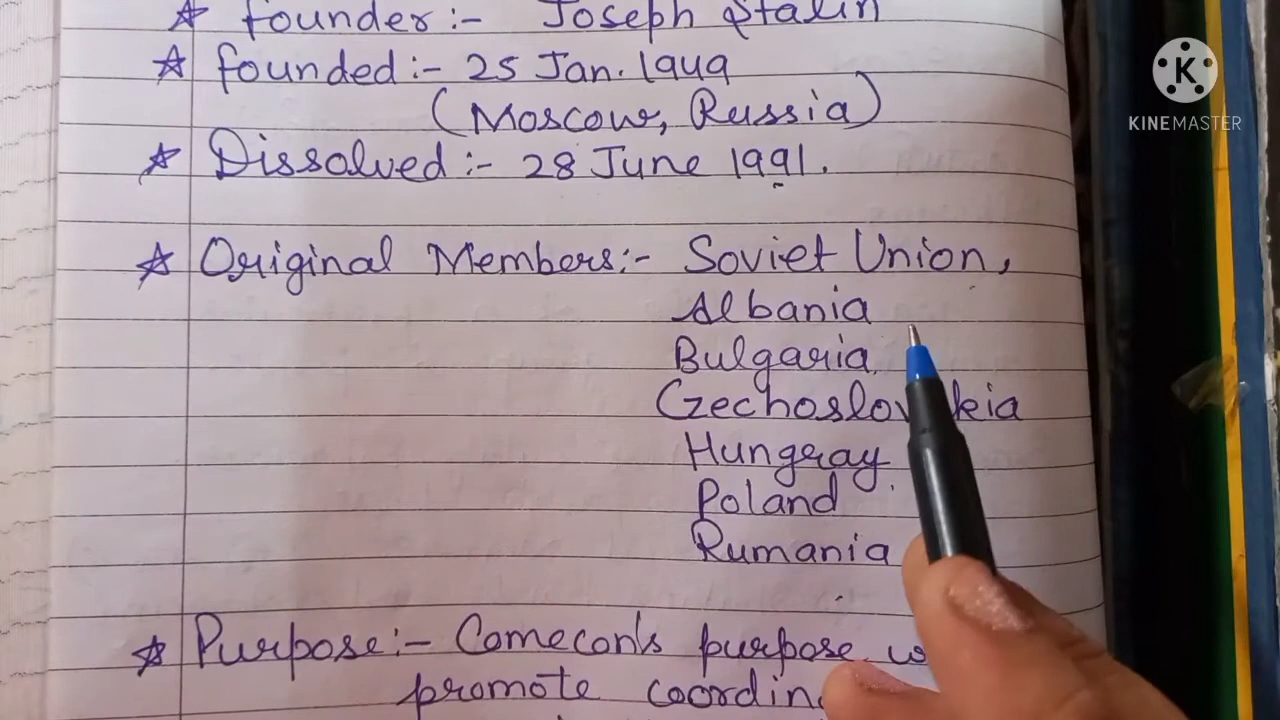 ☆ founder:- Joseph Stalin
☆ founded:- 25 Jan. 1949
(Moscow, Russia)
☆ Dissolved:- 28 June 1991.
☆ Original Members:- Soviet Union,
Albania
Bulgaria
Czechoslovakia
Hungray
Poland
Rumania
☆ Purpose:- Comecon's purpose
promote
K
KINEMASTER